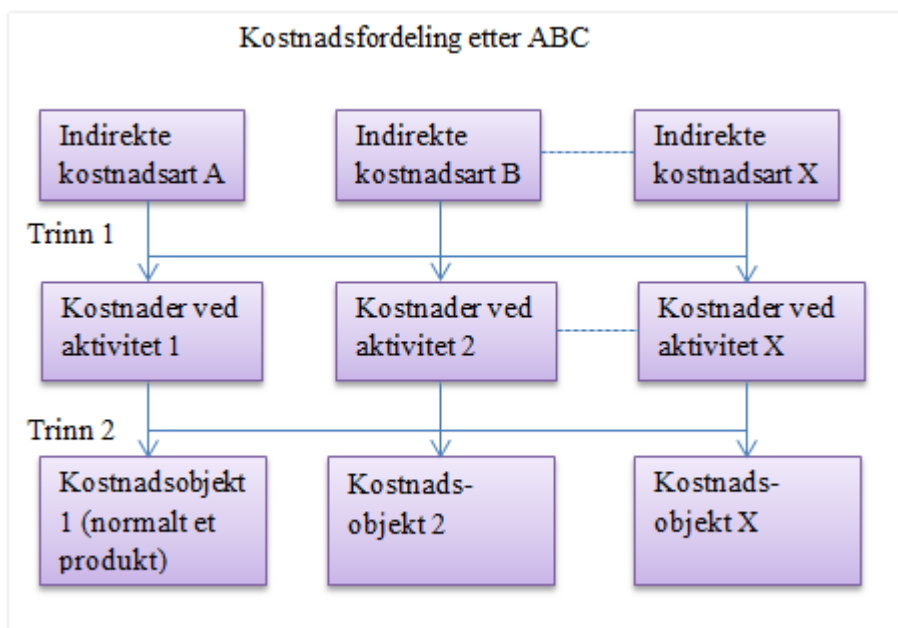 Kostnadsfordeling etter ABC
Indirekte
kostnadsart A
Indirekte
kostnadsart B
Indirekte
kostnadsart X
Trinn 1
Kostnader ved
aktivitet 1
Kostnader ved
aktivitet 2
Kostnader ved
aktivitet X
Trinn 2
Kostnadsobjekt
1 (normalt et
produkt)
Kostnads-
objekt 2
Kostnads-
objekt X